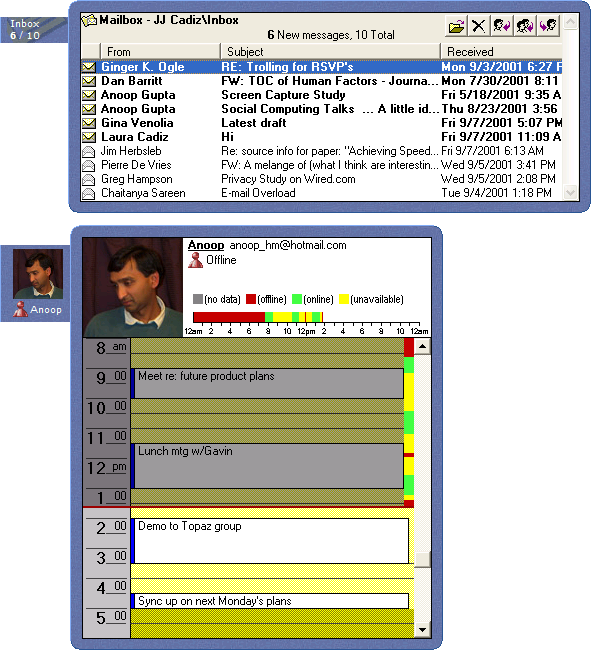 Inbox
6 / 10
Mailbox - JJ Cadiz\Inbox
6 New messages, 10 Total
From Subject Received
Ginger K. Ogle RE: Trolling for RSVP's Mon 9/3/2001 6:27 P
Dan Barritt FW: TOC of Human Factors - Journa... Mon 7/30/2001 8:11
Anoop Gupta Screen Capture Study Fri 5/18/2001 9:35 A
Anoop Gupta Social Computing Talks ... A little id... Thu 8/23/2001 3:56
Gina Venolia Latest draft Fri 9/7/2001 5:07 PM
Laura Cadiz Hi Fri 9/7/2001 11:09 A
Jim Herbsleb Re: source info for paper: "Achieving Speed... Fri 9/7/2001 6:13 AM
Pierre De Vries FW: A melange of (what I think are interestin... Wed 9/5/2001 3:41 PM
Greg Hampson Privacy Study on Wired.com Wed 9/5/2001 2:08 PM
Chaitanya Sareen E-mail Overload Tue 9/4/2001 1:18 PM
Anoop
Anoop anoop_hm@hotmail.com
Offline
(no data) (offline) (online) (unavailable)
12am 2 4 6 8 10 12pm 2 4 6 8 10 12am
8 am
9 00 Meet re: future product plans
10 00
11 00
Lunch mtg w/Gavin
12 pm
1 00
2 00 Demo to Topaz group
3 00
4 00
Sync up on next Monday's plans
5 00